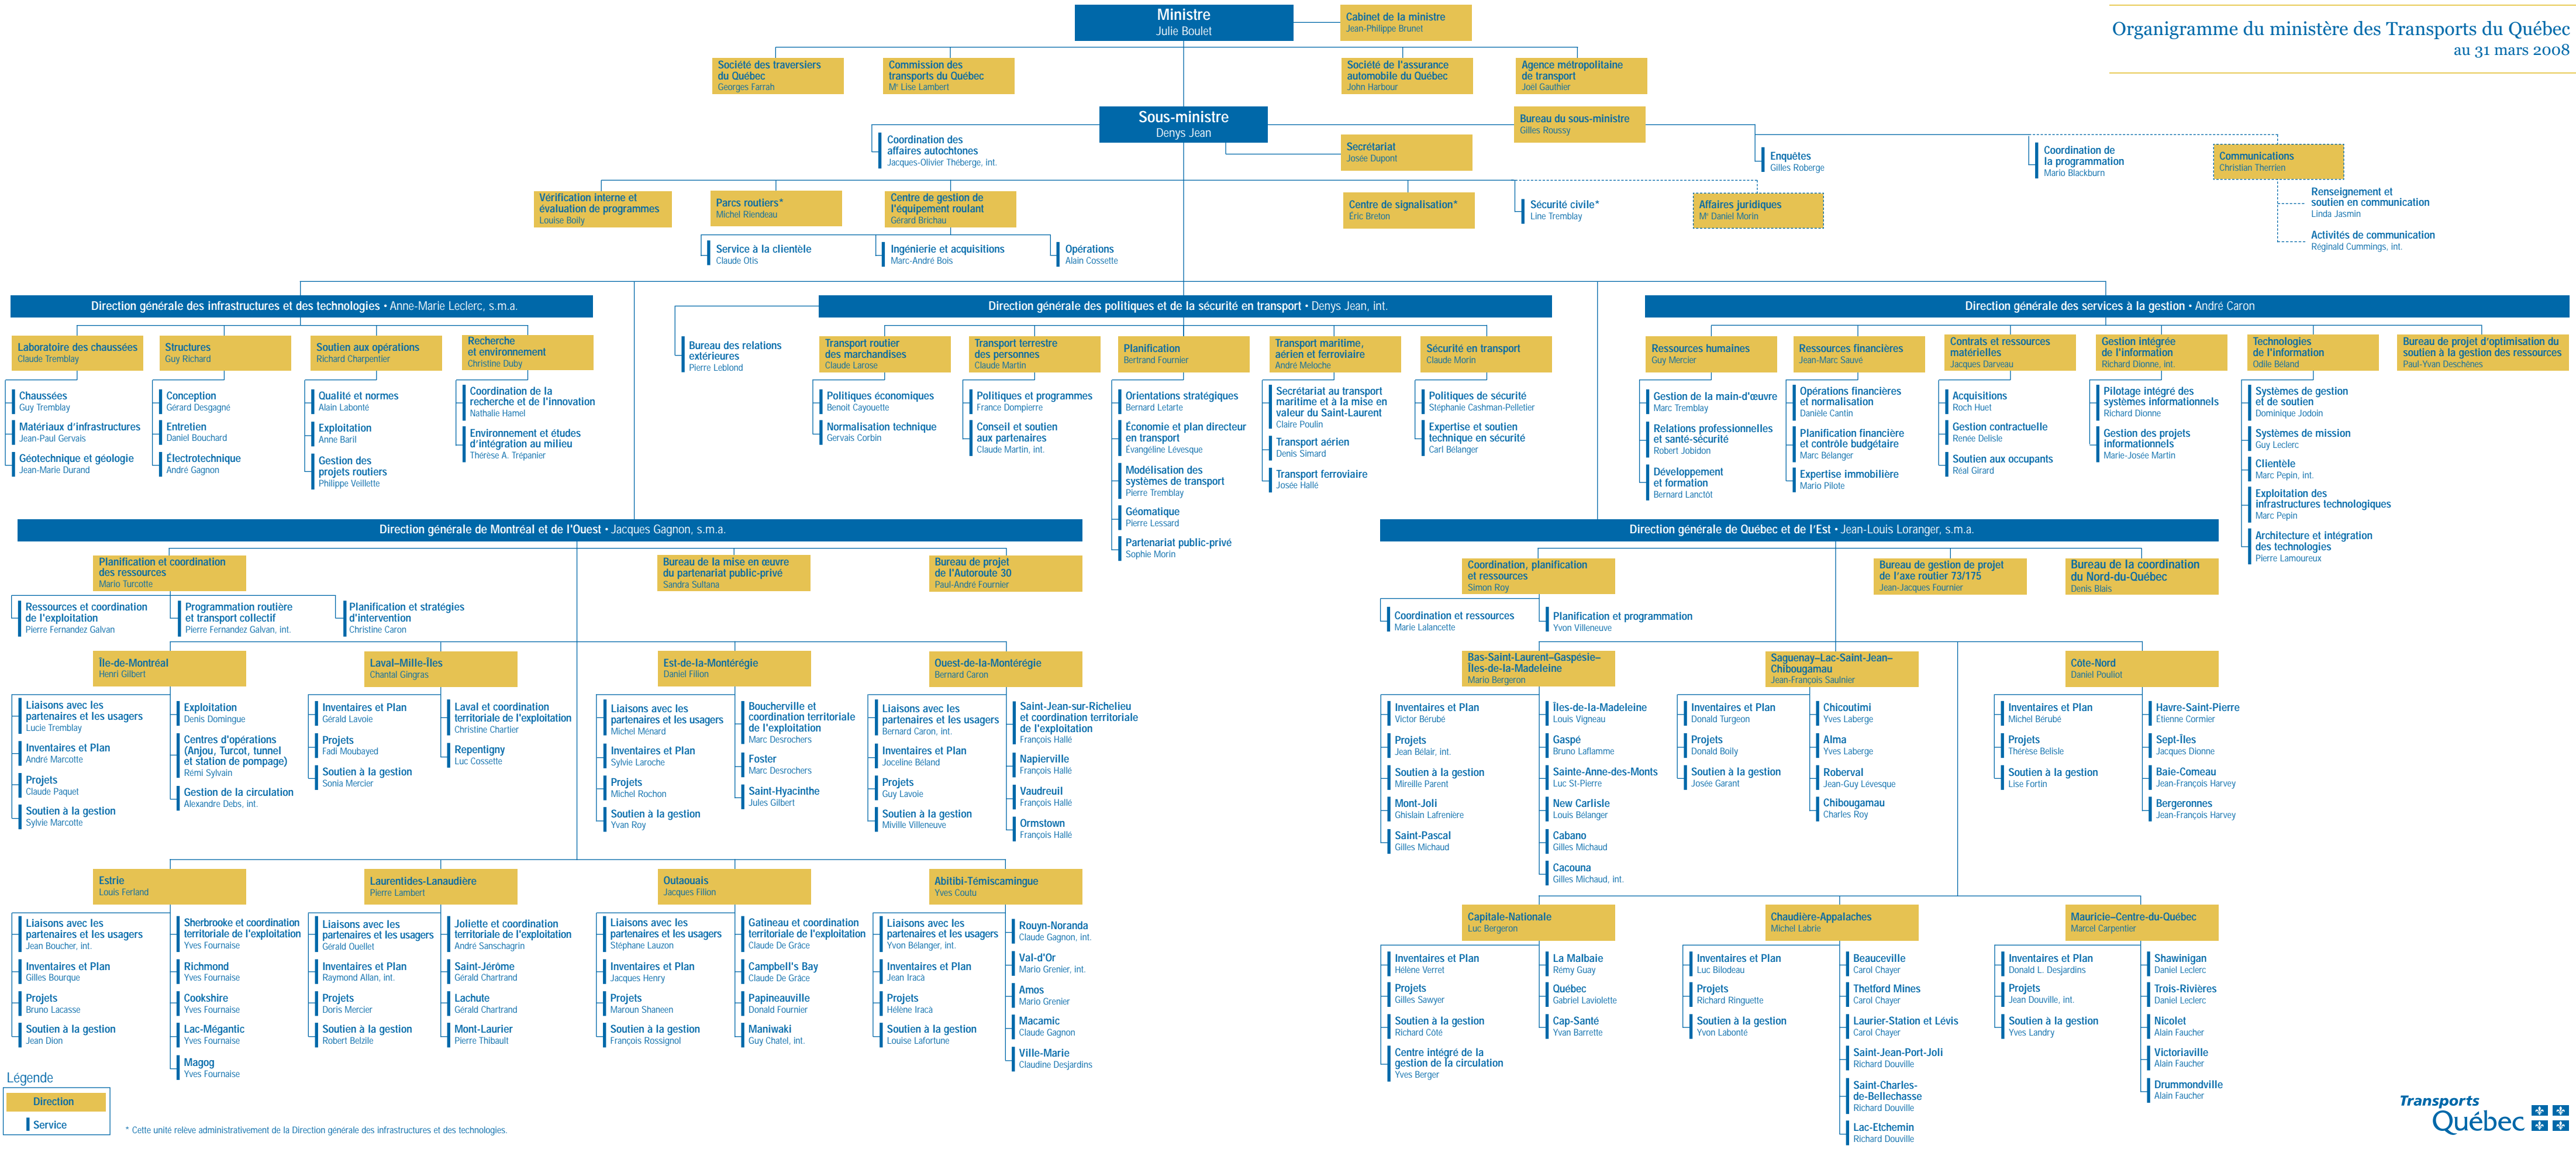 Organigramme du ministère des Transports du Québec
au 31 mars 2008
Ministre
Julie Boulet
Cabinet de la ministre
Jean-Philippe Brunet
Société des traversiers
du Québec
Georges Farrah
Commission des
transports du Québec
Me Lise Lambert
Société de l'assurance
automobile du Québec
John Harbour
Agence métropolitaine
de transport
Joël Gauthier
Sous-ministre
Denys Jean
Bureau du sous-ministre
Gilles Roussy
Coordination des
affaires autochtones
Jacques-Olivier Théberge, int.
Secrétariat
Josée Dupont
Enquêtes
Gilles Roberge
Coordination de
la programmation
Mario Blackburn
Communications
Christian Therrien
Renseignement et
soutien en communication
Linda Jasmin
Activités de communication
Réginald Cummings, int.
Vérification interne et
évaluation de programmes
Louise Boily
Parcs routiers*
Michel Riendeau
Centre de gestion de
l'équipement roulant
Gérard Brichau
Centre de signalisation*
Éric Breton
Sécurité civile*
Line Tremblay
Affaires juridiques
Me Daniel Morin
Service à la clientèle
Claude Otis
Ingénierie et acquisitions
Marc-André Bois
Opérations
Alain Cossette
Direction générale des infrastructures et des technologies • Anne-Marie Leclerc, s.m.a.
Laboratoire des chaussées
Claude Tremblay
Chaussées
Guy Tremblay
Matériaux d'infrastructures
Jean-Paul Gervais
Géotechnique et géologie
Jean-Marie Durand
Structures
Guy Richard
Conception
Gérard Desgagné
Entretien
Daniel Bouchard
Électrotechnique
André Gagnon
Soutien aux opérations
Richard Charpentier
Qualité et normes
Alain Labonté
Exploitation
Anne Baril
Gestion des
projets routiers
Philippe Veillette
Recherche
et environnement
Christine Duby
Coordination de la
recherche et de l'innovation
Nathalie Hamel
Environnement et études
d'intégration au milieu
Thérèse A. Trépanier
Direction générale des politiques et de la sécurité en transport • Denys Jean, int.
Bureau des relations
extérieures
Pierre Leblond
Transport routier
des marchandises
Claude Larose
Politiques économiques
Benoit Cayouette
Normalisation technique
Gervais Corbin
Transport terrestre
des personnes
Claude Martin
Politiques et programmes
France Dompierre
Conseil et soutien
aux partenaires
Claude Martin, int.
Planification
Bertrand Fournier
Orientations stratégiques
Bernard Letarte
Économie et plan directeur
en transport
Évangéline Lévesque
Modélisation des
systèmes de transport
Pierre Tremblay
Géomatique
Pierre Lessard
Partenariat public-privé
Sophie Morin
Transport maritime,
aérien et ferroviaire
André Meloche
Secrétariat au transport
maritime et à la mise en
valeur du Saint-Laurent
Claire Poulin
Transport aérien
Denis Simard
Transport ferroviaire
Josée Hallé
Sécurité en transport
Claude Morin
Politiques de sécurité
Stéphanie Cashman-Pelletier
Expertise et soutien
technique en sécurité
Carl Bélanger
Direction générale des services à la gestion • André Caron
Ressources humaines
Guy Mercier
Gestion de la main-d'œuvre
Marc Tremblay
Relations professionnelles
et santé-sécurité
Robert Jobidon
Développement
et formation
Bernard Lanctôt
Ressources financières
Jean-Marc Sauvé
Opérations financières
et normalisation
Danièle Cantin
Planification financière
et contrôle budgétaire
Marc Bélanger
Expertise immobilière
Mario Pilote
Contrats et ressources
matérielles
Jacques Darveau
Acquisitions
Roch Huet
Gestion contractuelle
Renée Delisle
Soutien aux occupants
Réal Girard
Gestion intégrée
de l'information
Richard Dionne, int.
Pilotage intégré des
systèmes informationnels
Richard Dionne
Gestion des projets
informationnels
Marie-Josée Martin
Technologies
de l'information
Odile Béland
Systèmes de gestion
et de soutien
Dominique Jodoin
Systèmes de mission
Guy Leclerc
Clientèle
Marc Pepin, int.
Exploitation des
infrastructures technologiques
Marc Pepin
Architecture et intégration
des technologies
Pierre Lamoureux
Bureau de projet d'optimisation du
soutien à la gestion des ressources
Paul-Yvan Deschênes
Direction générale de Montréal et de l'Ouest • Jacques Gagnon, s.m.a.
Planification et coordination
des ressources
Mario Turcotte
Bureau de la mise en œuvre
du partenariat public-privé
Sandra Sultana
Bureau de projet
de l'Autoroute 30
Paul-André Fournier
Ressources et coordination
de l'exploitation
Pierre Fernandez Galvan
Programmation routière
et transport collectif
Pierre Fernandez Galvan, int.
Planification et stratégies
d'intervention
Christine Caron
Île-de-Montréal
Henri Gilbert
Liaisons avec les
partenaires et les usagers
Lucie Tremblay
Inventaires et Plan
André Marcotte
Projets
Claude Paquet
Soutien à la gestion
Sylvie Marcotte
Exploitation
Denis Domingue
Centres d'opérations
(Anjou, Turcot, tunnel
et station de pompage)
Rémi Sylvain
Gestion de la circulation
Alexandre Debs, int.
Laval–Mille-Îles
Chantal Gingras
Inventaires et Plan
Gérald Lavoie
Projets
Fadi Moubayed
Soutien à la gestion
Sonia Mercier
Laval et coordination
territoriale de l'exploitation
Christine Chartier
Repentigny
Luc Cossette
Est-de-la-Montérégie
Daniel Filion
Liaisons avec les
partenaires et les usagers
Michel Ménard
Inventaires et Plan
Sylvie Laroche
Projets
Michel Rochon
Soutien à la gestion
Yvan Roy
Boucherville et
coordination territoriale
de l'exploitation
Marc Desrochers
Foster
Marc Desrochers
Saint-Hyacinthe
Jules Gilbert
Ouest-de-la-Montérégie
Bernard Caron
Liaisons avec les
partenaires et les usagers
Bernard Caron, int.
Inventaires et Plan
Joceline Béland
Projets
Guy Lavoie
Soutien à la gestion
Miville Villeneuve
Saint-Jean-sur-Richelieu
et coordination territoriale
de l'exploitation
François Hallé
Napierville
François Hallé
Vaudreuil
François Hallé
Ormstown
François Hallé
Estrie
Louis Ferland
Liaisons avec les
partenaires et les usagers
Jean Boucher, int.
Inventaires et Plan
Gilles Bourque
Projets
Bruno Lacasse
Soutien à la gestion
Jean Dion
Sherbrooke et coordination
territoriale de l'exploitation
Yves Fournaise
Richmond
Yves Fournaise
Cookshire
Yves Fournaise
Lac-Mégantic
Yves Fournaise
Magog
Yves Fournaise
Laurentides-Lanaudière
Pierre Lambert
Liaisons avec les
partenaires et les usagers
Gérald Ouellet
Inventaires et Plan
Raymond Allan, int.
Projets
Doris Mercier
Soutien à la gestion
Robert Belzile
Joliette et coordination
territoriale de l'exploitation
André Sanschagrin
Saint-Jérôme
Gérald Chartrand
Lachute
Gérald Chartrand
Mont-Laurier
Pierre Thibault
Outaouais
Jacques Filion
Liaisons avec les
partenaires et les usagers
Stéphane Lauzon
Inventaires et Plan
Jacques Henry
Projets
Maroun Shaneen
Soutien à la gestion
François Rossignol
Gatineau et coordination
territoriale de l'exploitation
Claude De Grâce
Campbell's Bay
Claude De Grâce
Papineauville
Donald Fournier
Maniwaki
Guy Chatel, int.
Abitibi-Témiscamingue
Yves Coutu
Liaisons avec les
partenaires et les usagers
Yvon Bélanger, int.
Inventaires et Plan
Jean Iracà
Projets
Hélène Iracà
Soutien à la gestion
Louise Lafortune
Rouyn-Noranda
Claude Gagnon, int.
Val-d'Or
Mario Grenier, int.
Amos
Mario Grenier
Macamic
Claude Gagnon
Ville-Marie
Claudine Desjardins
Direction générale de Québec et de l'Est • Jean-Louis Loranger, s.m.a.
Coordination, planification
et ressources
Simon Roy
Bureau de gestion de projet
de l'axe routier 73/175
Jean-Jacques Fournier
Bureau de la coordination
du Nord-du-Québec
Denis Blais
Coordination et ressources
Marie Lalancette
Planification et programmation
Yvon Villeneuve
Bas-Saint-Laurent–Gaspésie–
Îles-de-la-Madeleine
Mario Bergeron
Inventaires et Plan
Victor Bérubé
Projets
Jean Bélair, int.
Soutien à la gestion
Mireille Parent
Mont-Joli
Ghislain Lafrenière
Saint-Pascal
Gilles Michaud
Îles-de-la-Madeleine
Louis Vigneau
Gaspé
Bruno Laflamme
Sainte-Anne-des-Monts
Luc St-Pierre
New Carlisle
Louis Bélanger
Cabano
Gilles Michaud
Cacouna
Gilles Michaud, int.
Saguenay–Lac-Saint-Jean–
Chibougamau
Jean-François Saulnier
Inventaires et Plan
Donald Turgeon
Projets
Donald Boily
Soutien à la gestion
Josée Garant
Chicoutimi
Yves Laberge
Alma
Yves Laberge
Roberval
Jean-Guy Lévesque
Chibougamau
Charles Roy
Côte-Nord
Daniel Pouliot
Inventaires et Plan
Michel Bérubé
Projets
Thérèse Belisle
Soutien à la gestion
Lise Fortin
Havre-Saint-Pierre
Étienne Cormier
Sept-Îles
Jacques Dionne
Baie-Comeau
Jean-François Harvey
Bergeronnes
Jean-François Harvey
Capitale-Nationale
Luc Bergeron
Inventaires et Plan
Hélène Verret
Projets
Gilles Sawyer
Soutien à la gestion
Richard Côté
Centre intégré de la
gestion de la circulation
Yves Berger
La Malbaie
Rémy Guay
Québec
Gabriel Laviolette
Cap-Santé
Yvan Barrette
Chaudière-Appalaches
Michel Labrie
Inventaires et Plan
Luc Bilodeau
Projets
Richard Ringuette
Soutien à la gestion
Yvon Labonté
Beauceville
Carol Chayer
Thetford Mines
Carol Chayer
Laurier-Station et Lévis
Carol Chayer
Saint-Jean-Port-Joli
Richard Douville
Saint-Charles-
de-Bellechasse
Richard Douville
Lac-Etchemin
Richard Douville
Mauricie–Centre-du-Québec
Marcel Carpentier
Inventaires et Plan
Donald L. Desjardins
Projets
Jean Douville, int.
Soutien à la gestion
Yves Landry
Shawinigan
Daniel Leclerc
Trois-Rivières
Daniel Leclerc
Nicolet
Alain Faucher
Victoriaville
Alain Faucher
Drummondville
Alain Faucher
Légende
Direction
Service
* Cette unité relève administrativement de la Direction générale des infrastructures et des technologies.
Transports
Québec